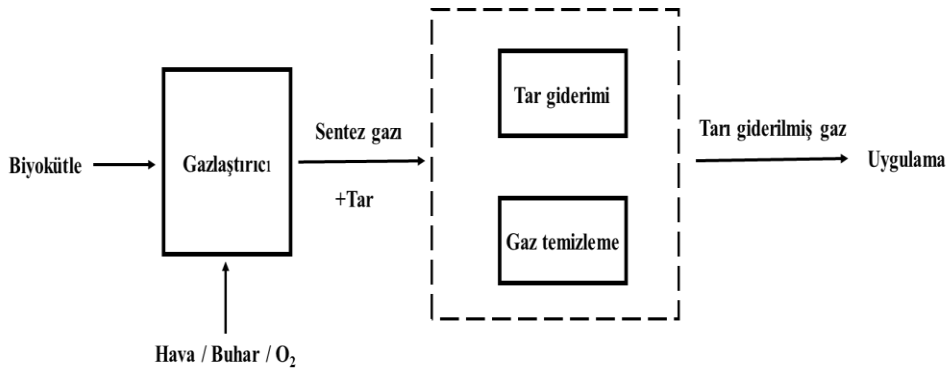 Biyokütle
Gazlaştırıcı
Hava / Buhar / O₂
Sentez gazı
+Tar
Tar giderimi
Gaz temizleme
Tarı giderilmiş gaz
Uygulama